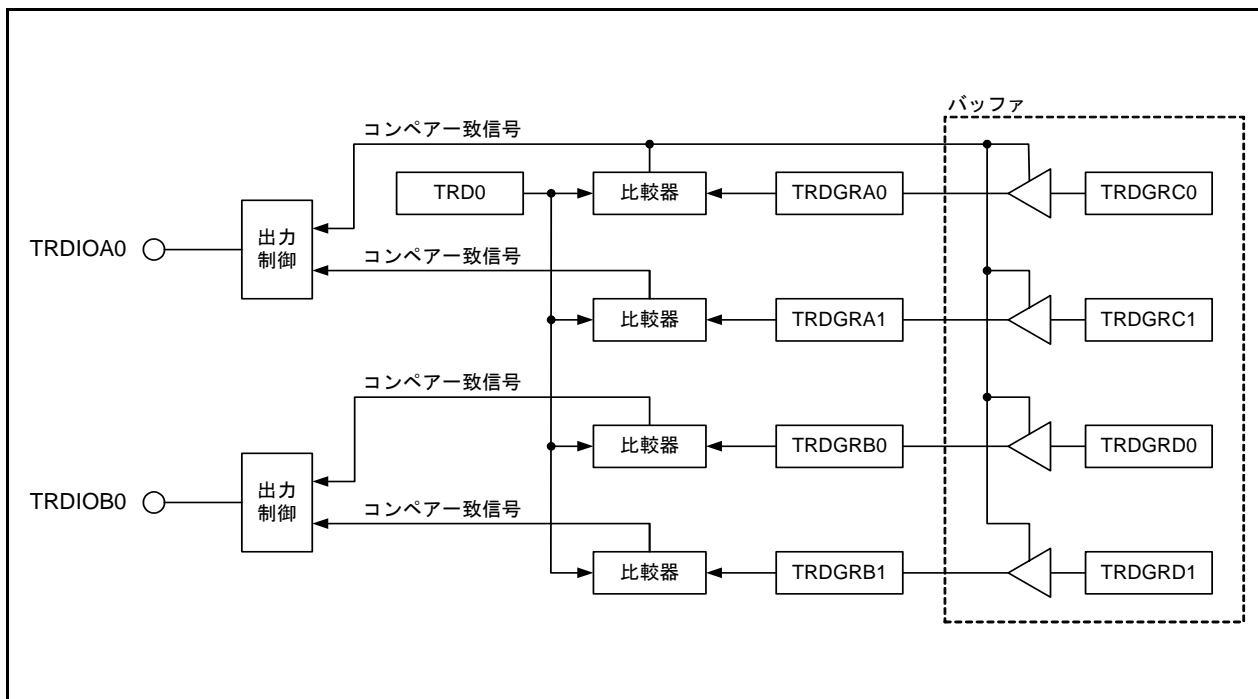 バッファ
コンペアー致信号
TRD0
比較器
TRDGRA0
TRDGRC0
TRDIOA0
出力
制御
コンペアー致信号
比較器
TRDGRA1
TRDGRC1
コンペアー致信号
比較器
TRDGRB0
TRDGRD0
TRDIOB0
出力
制御
コンペアー致信号
比較器
TRDGRB1
TRDGRD1